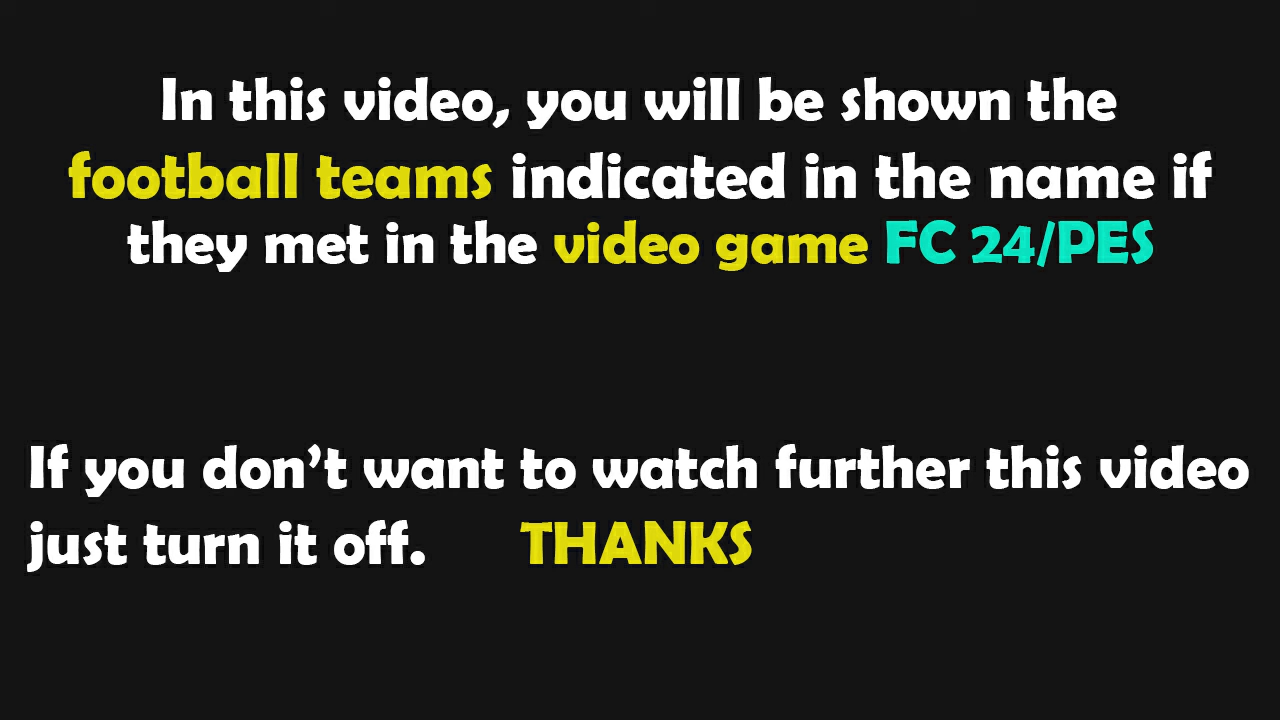 In this video, you will be shown the
football teams indicated in the name if
they met in the video game FC 24/PES
If you don’t want to watch further this video
just turn it off. THANKS